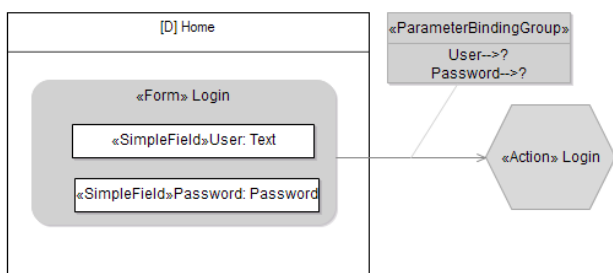 [D] Home
«ParameterBindingGroup»
User-->?
Password-->?
«Form» Login
«SimpleField»User: Text
«SimpleField»Password: Password
«Action» Login